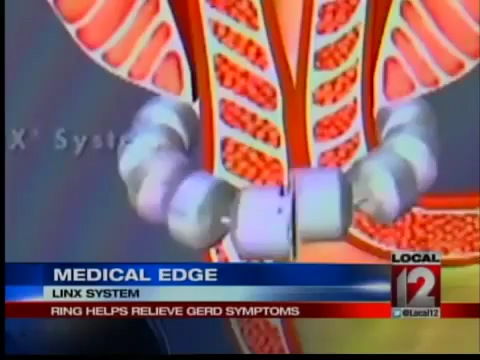 X® System
MEDICAL EDGE
LINX SYSTEM
RING HELPS RELIEVE GERD SYMPTOMS
LOCAL
12
@Local12